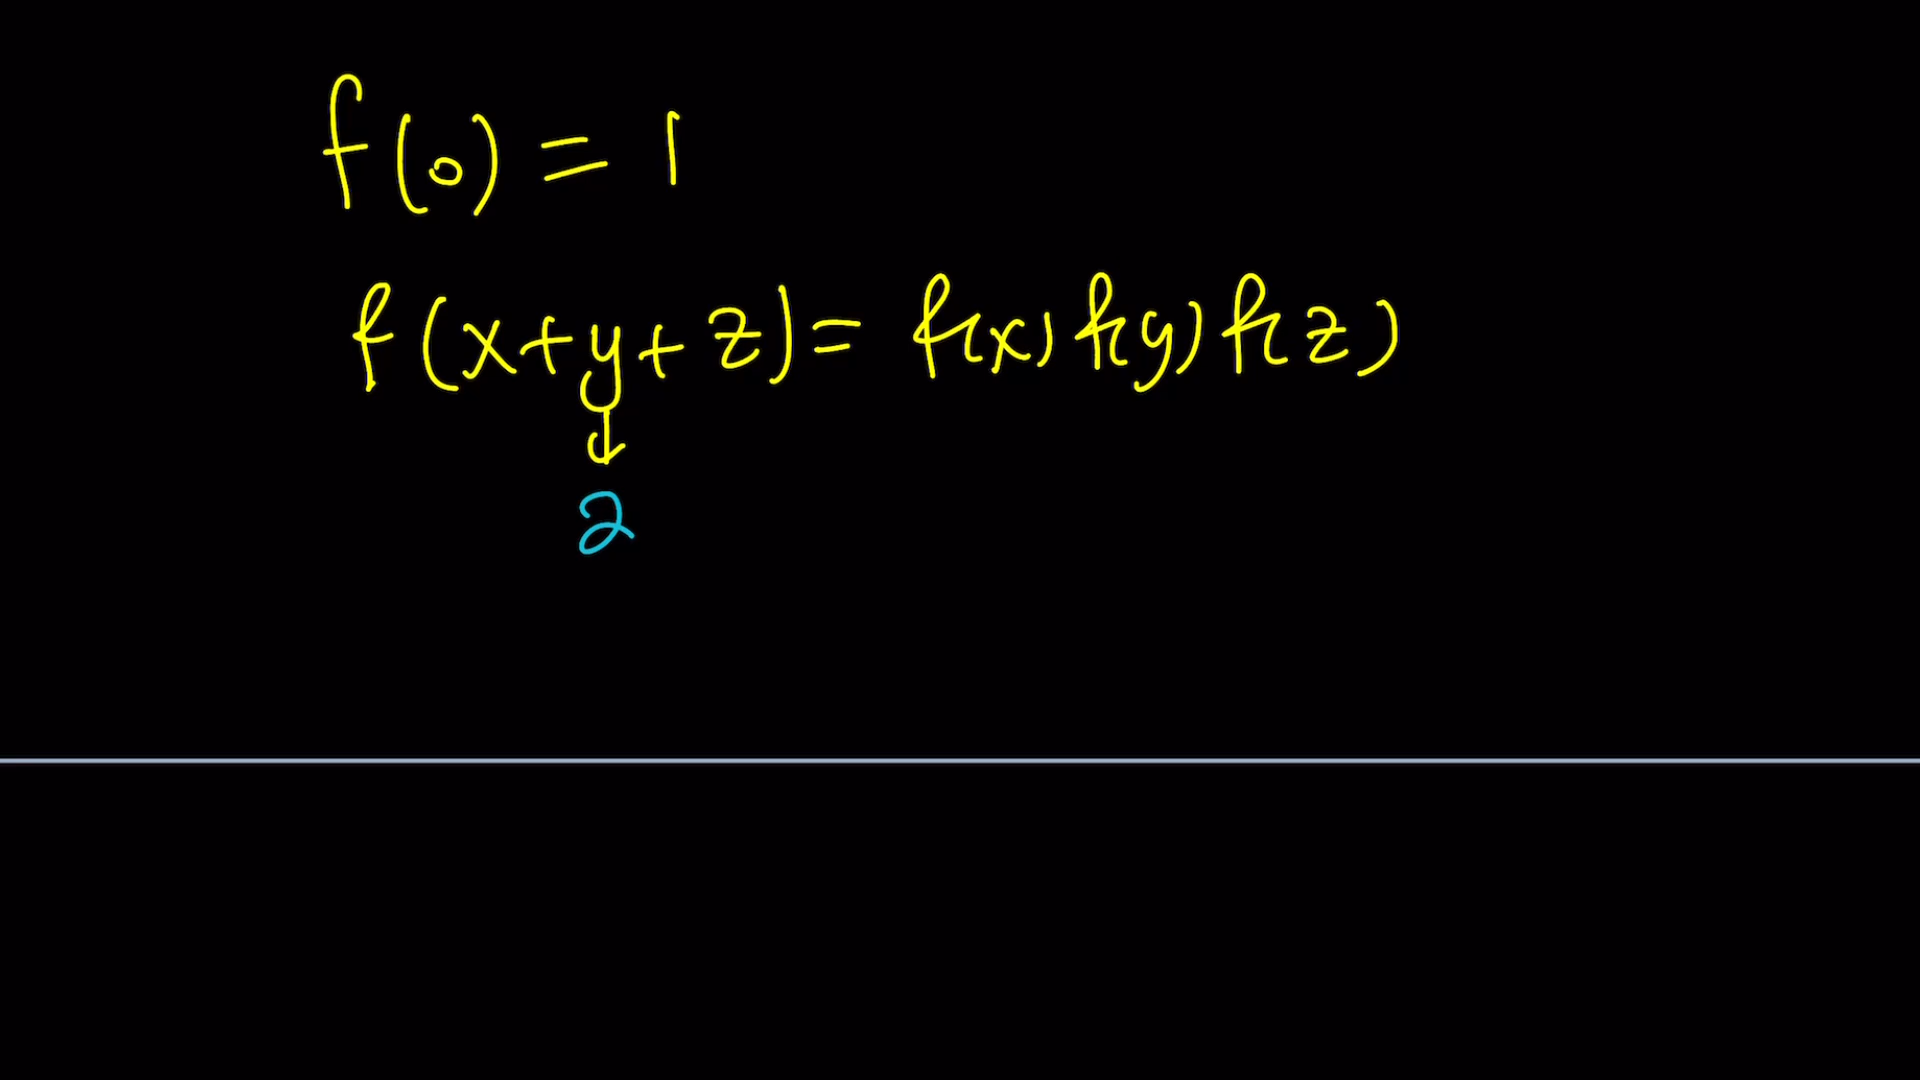 f(0) = 1
f(x+y+z) = f(x) f(y) f(z)
↓
2